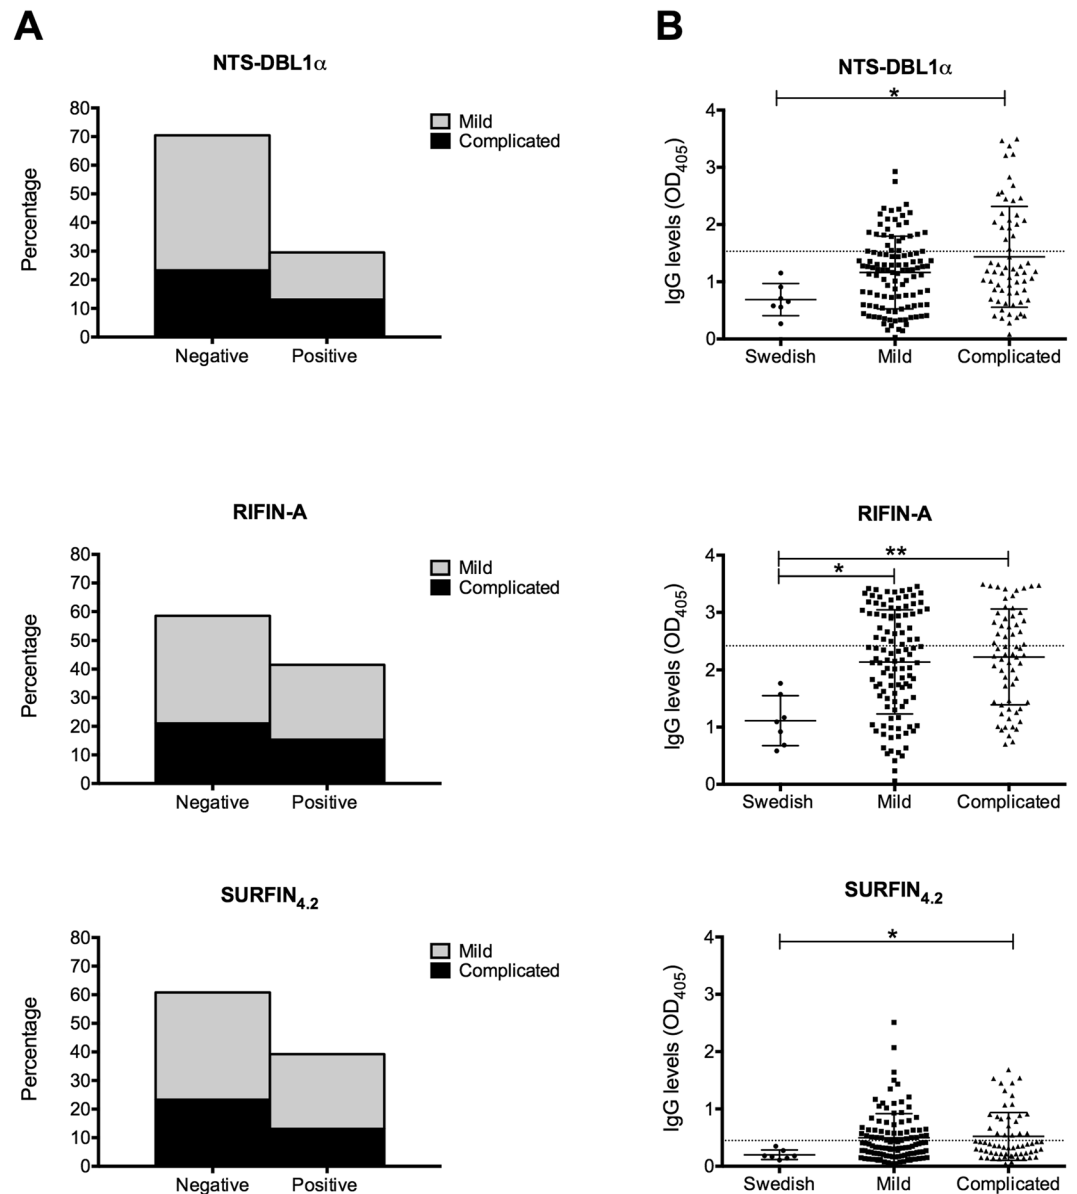 A
NTS-DBL1α
80
70
60
50
40
30
20
10
0
Percentage
Negative Positive
Mild
Complicated
B
NTS-DBL1α
*
4
3
2
1
0
IgG levels (OD405)
Swedish Mild Complicated
RIFIN-A
80
70
60
50
40
30
20
10
0
Percentage
Negative Positive
Mild
Complicated
RIFIN-A
**
*
4
3
2
1
0
IgG levels (OD405)
Swedish Mild Complicated
SURFIN4.2
80
70
60
50
40
30
20
10
0
Percentage
Negative Positive
Mild
Complicated
SURFIN4.2
*
4
3
2
1
0
IgG levels (OD405)
Swedish Mild Complicated